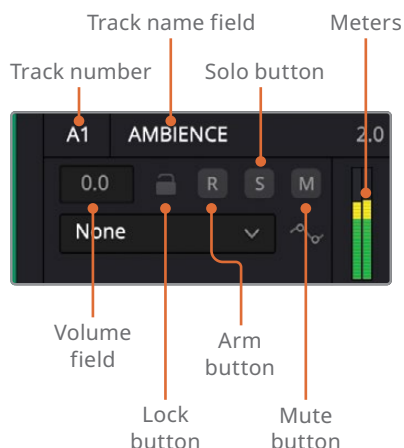 Track name field
Meters
Track number
Solo button
A1 AMBIENCE 2.0
0.0 R S M
None
Volume
field
Arm
button
Lock
button
Mute
button